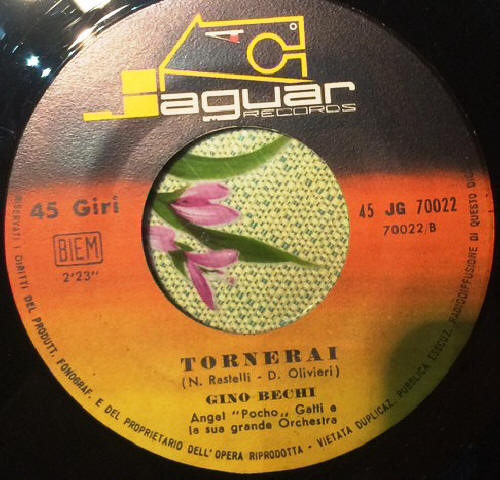 Jaguar
RECORDS
45 Giri
45 JG 70022
70022/B
BIEM
2'23"
TORNERAI
(N. Rastelli - D. Olivieri)
GINO BECHI
Angel "Pocho„ Gatti e
la sua grande Orchestra
RISERVATI I DIRITTI DEL PRODUTT. FONOGRAF. E DEL PROPRIETARIO DELL'OPERA RIPRODOTTA - VIETATA DUPLICAZ. PUBBLICA ESECUZ. RADIODIFFUSIONE DI QUESTO